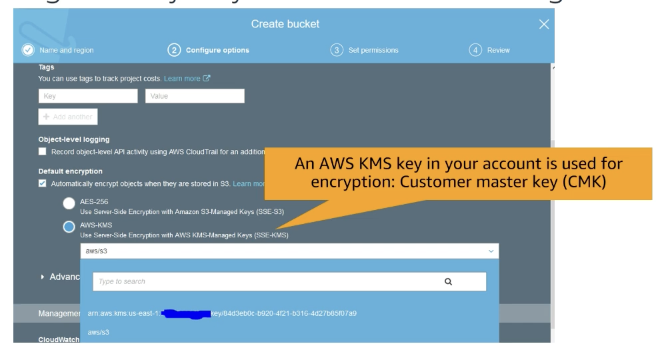 Create bucket
Name and region
2 Configure options
3 Set permissions
4 Review
Tags
You can use tags to track project costs. Learn more
Key Value
+ Add another
Object-level logging
Record object-level API activity using AWS CloudTrail for an addition
An AWS KMS key in your account is used for
encryption: Customer master key (CMK)
Default encryption
Automatically encrypt objects when they are stored in S3. Learn mor
AES-256
Use Server-Side Encryption with Amazon S3-Managed Keys (SSE-S3)
AWS-KMS
Use Server-Side Encryption with AWS KMS-Managed Keys (SSE-KMS)
aws/s3
Advanc
Type to search
Managemen arn:aws:kms:us-east-1: key/84d3eb0c-b920-4f21-b316-4d27b65f07a9
aws/s3
CloudWatch